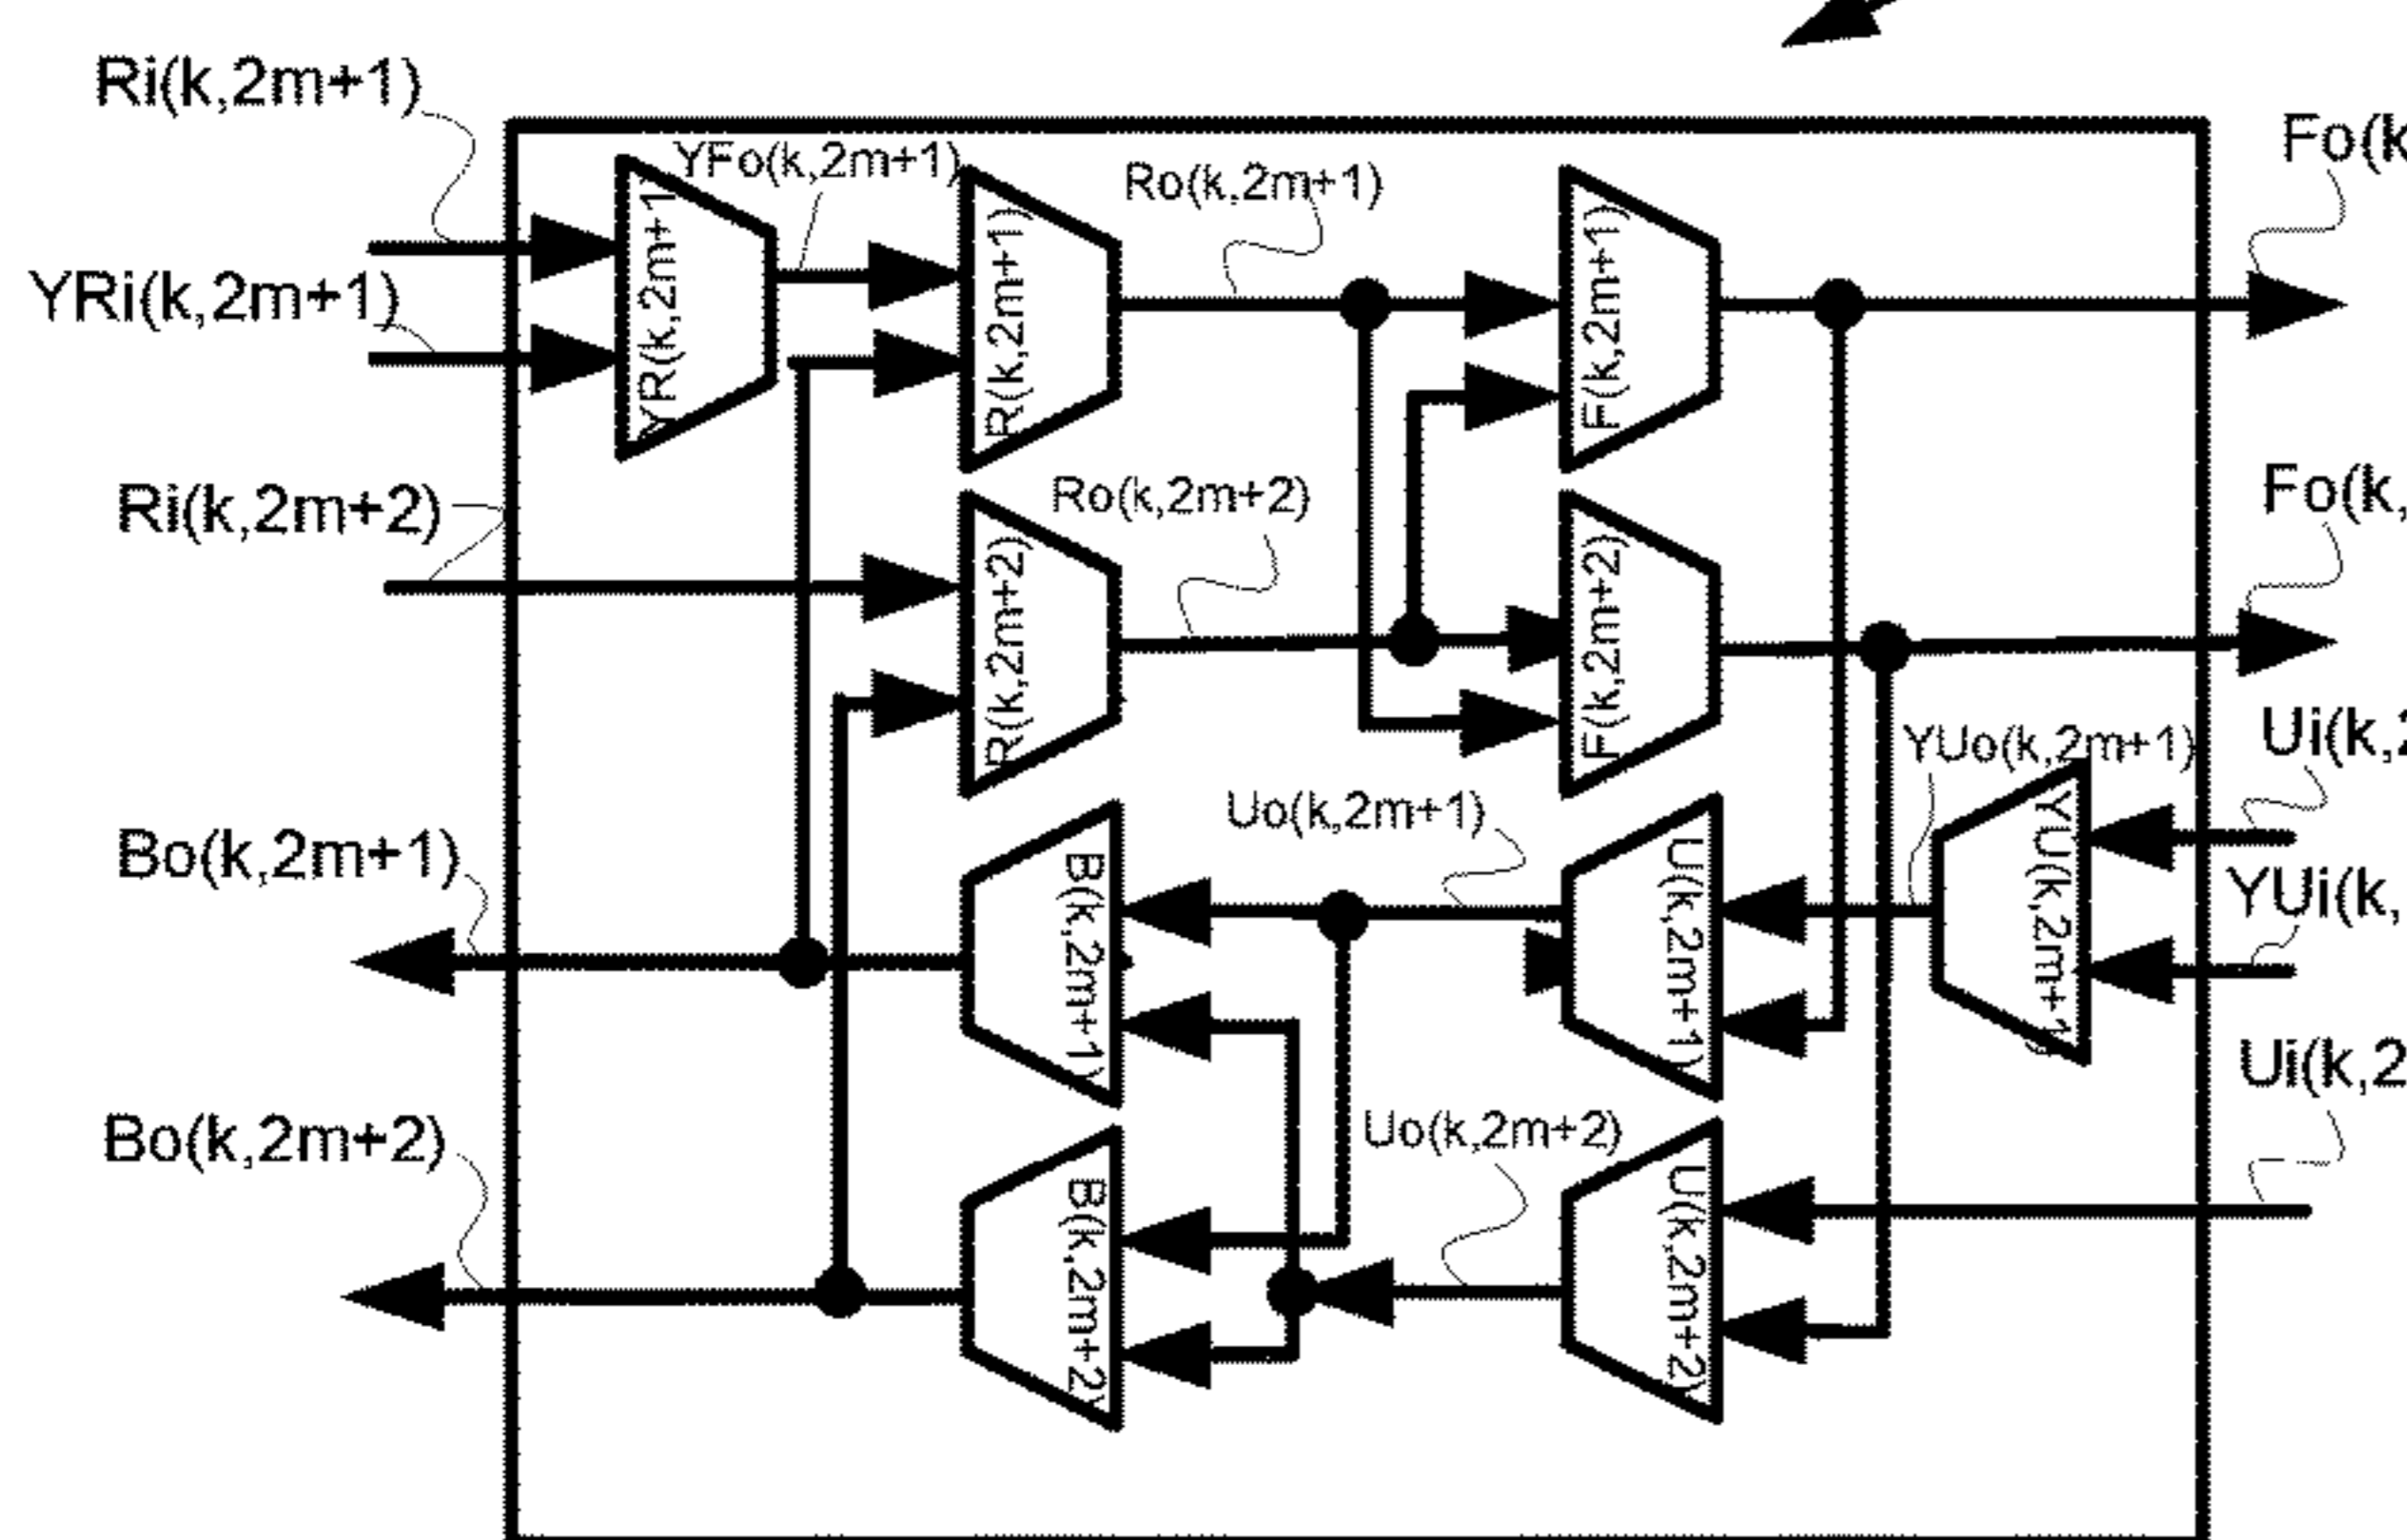 Ri(k,2m+1)
YRi(k,2m+1)
Ri(k,2m+2)
Bo(k,2m+1)
Bo(k,2m+2)
YR(k,2m+1)
YFo(k,2m+1)
R(k,2m+1)
Ro(k,2m+1)
F(k,2m+1)
R(k,2m+2)
Ro(k,2m+2)
F(k,2m+2)
B(k,2m+1)
Uo(k,2m+1)
U(k,2m+1)
YUo(k,2m+1)
YU(k,2m+1)
B(k,2m+2)
Uo(k,2m+2)
U(k,2m+2)
Fo(k
Fo(k,
Ui(k,2
YUi(k,
Ui(k,2